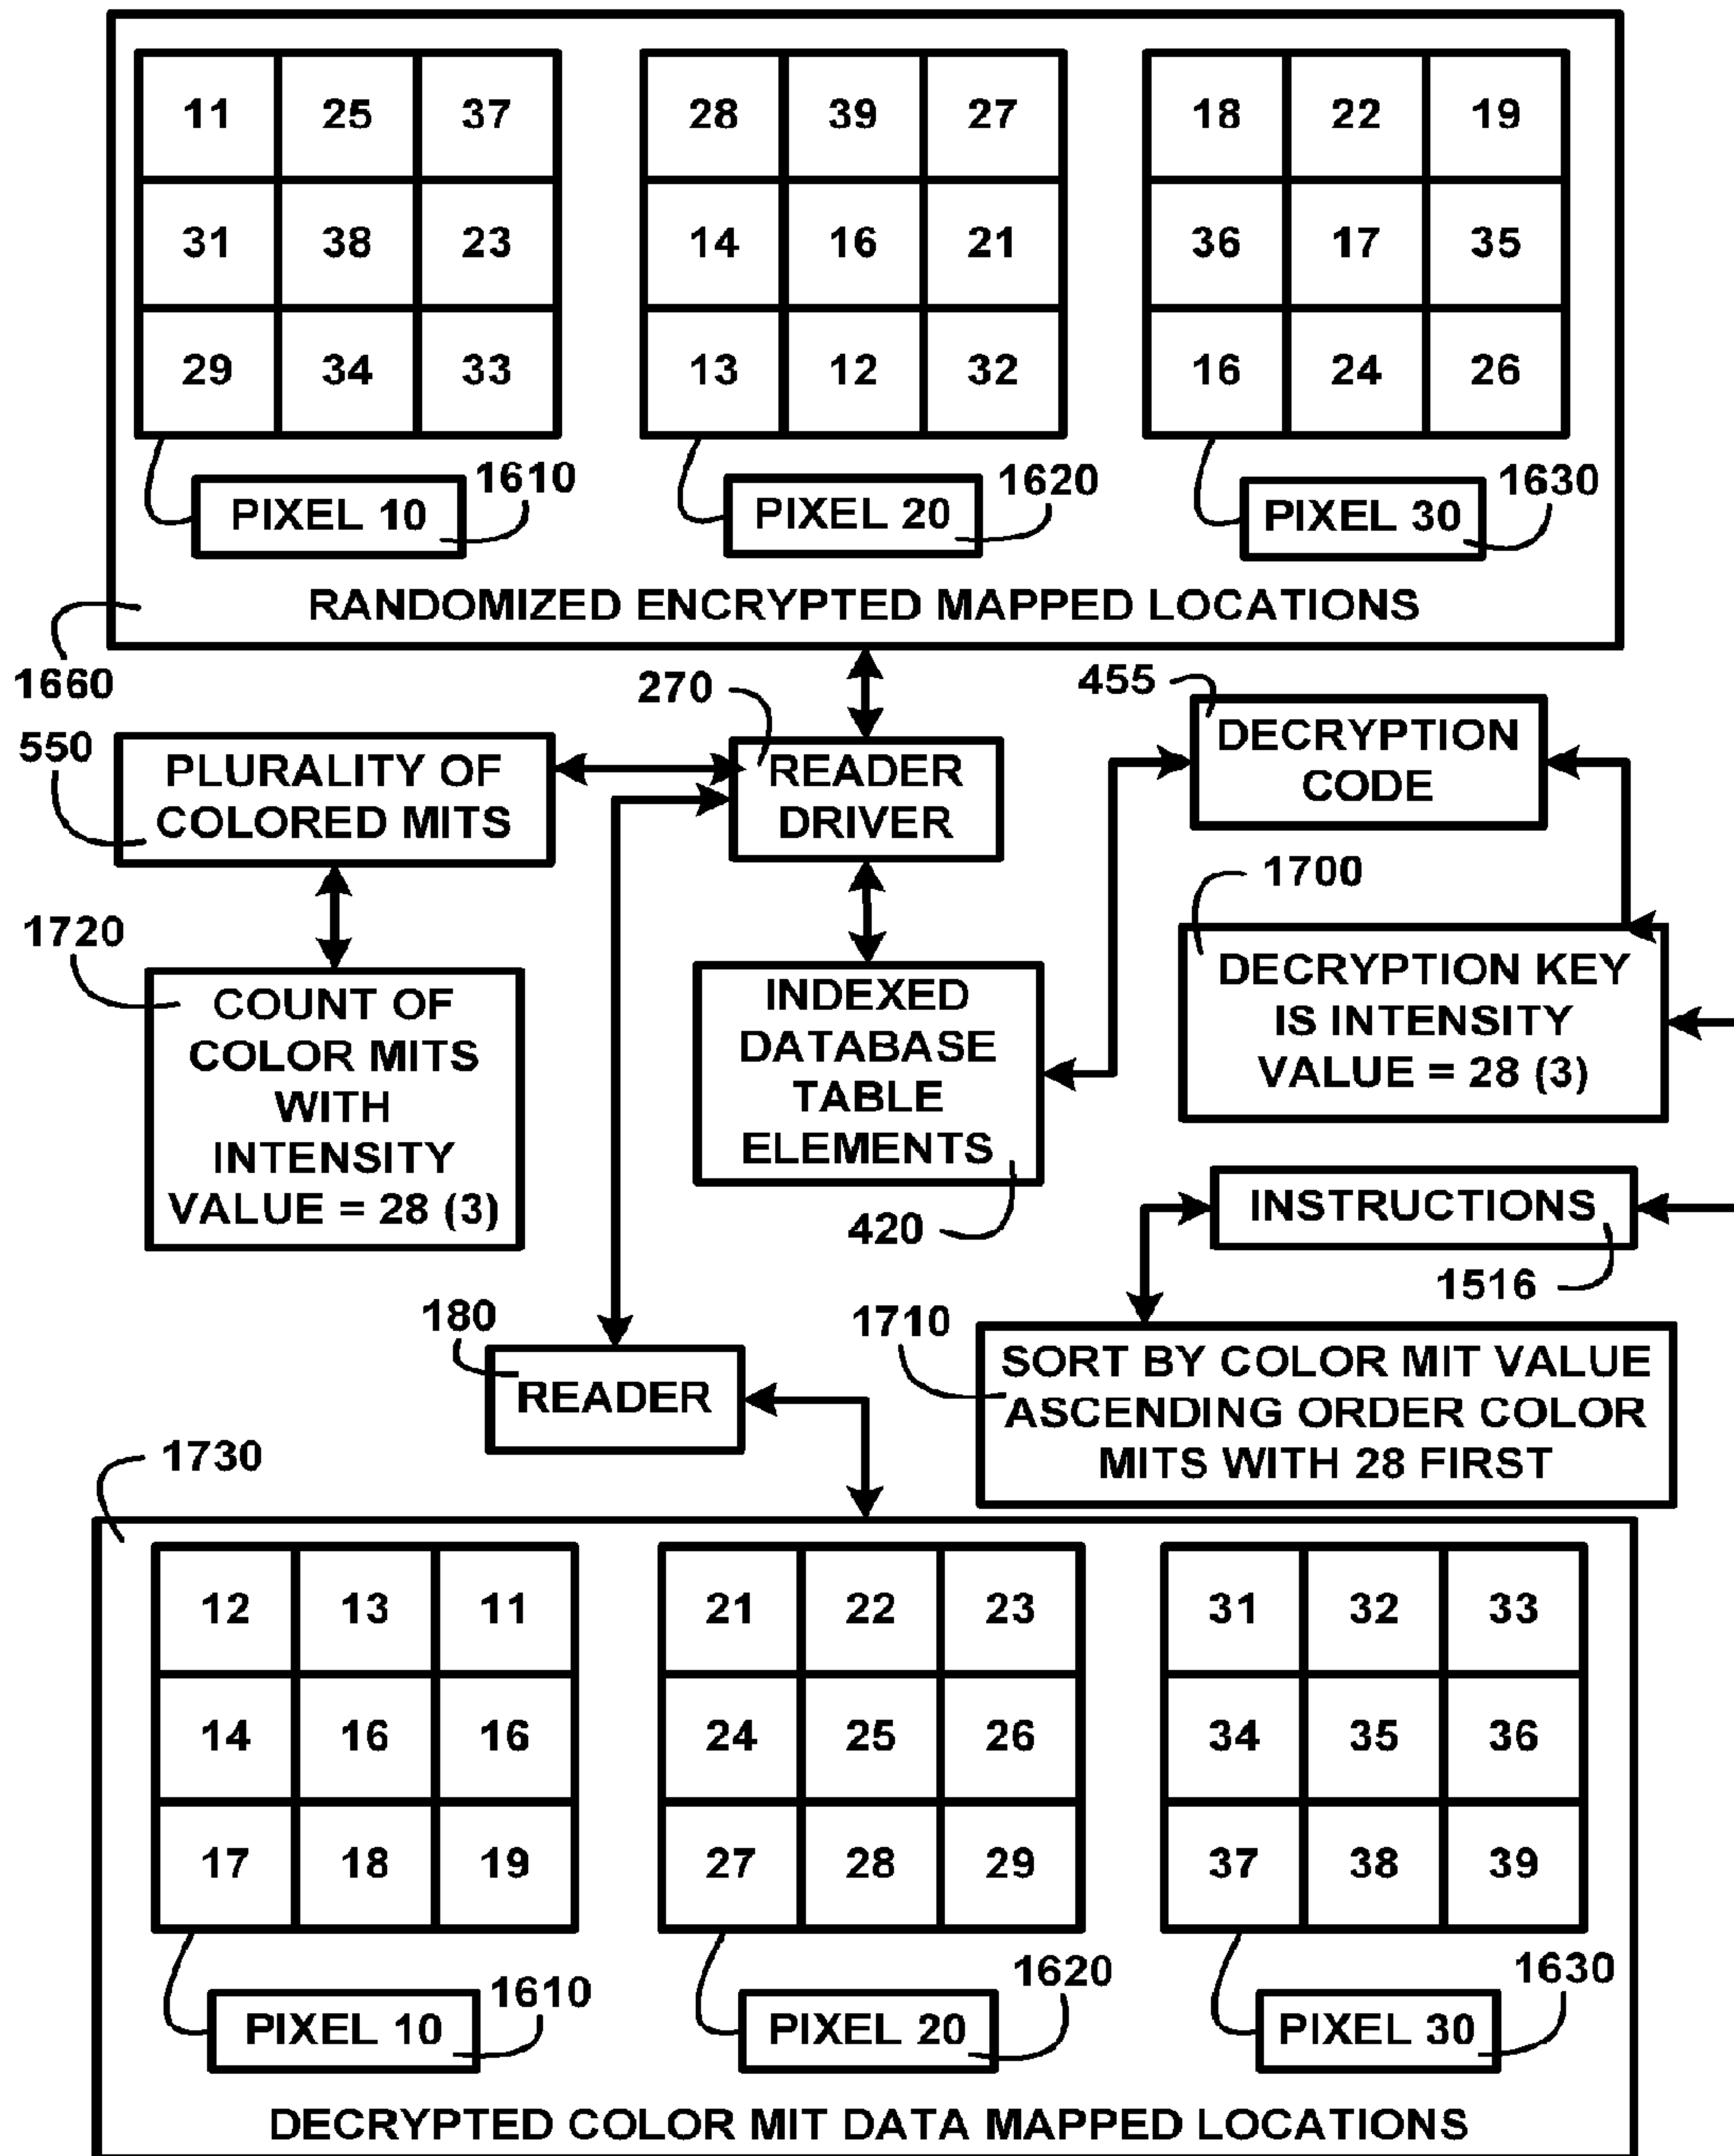 11 25 37 28 39 27 18 22 19
31 38 23 14 16 21 36 17 35
29 34 33 13 12 32 16 24 26
PIXEL 10 1610 PIXEL 20 1620 PIXEL 30 1630
RANDOMIZED ENCRYPTED MAPPED LOCATIONS
1660
270
455
550
PLURALITY OF
COLORED MITS
READER
DRIVER
DECRYPTION
CODE
1720
COUNT OF
COLOR MITS
WITH
INTENSITY
VALUE = 28 (3)
INDEXED
DATABASE
TABLE
ELEMENTS
420
1700
DECRYPTION KEY
IS INTENSITY
VALUE = 28 (3)
INSTRUCTIONS
1516
180
READER
1710
SORT BY COLOR MIT VALUE
ASCENDING ORDER COLOR
MITS WITH 28 FIRST
1730
12 13 11 21 22 23 31 32 33
14 16 16 24 25 26 34 35 36
17 18 19 27 28 29 37 38 39
PIXEL 10 1610 PIXEL 20 1620 PIXEL 30 1630
DECRYPTED COLOR MIT DATA MAPPED LOCATIONS